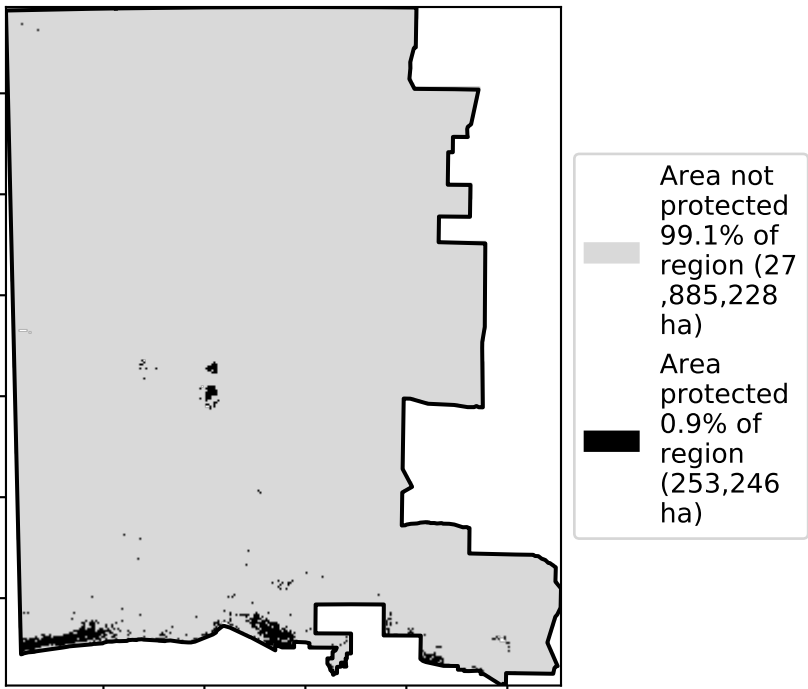 Area not
protected
99.1% of
region (27
,885,228
ha)
Area
protected
0.9% of
region
(253,246
ha)